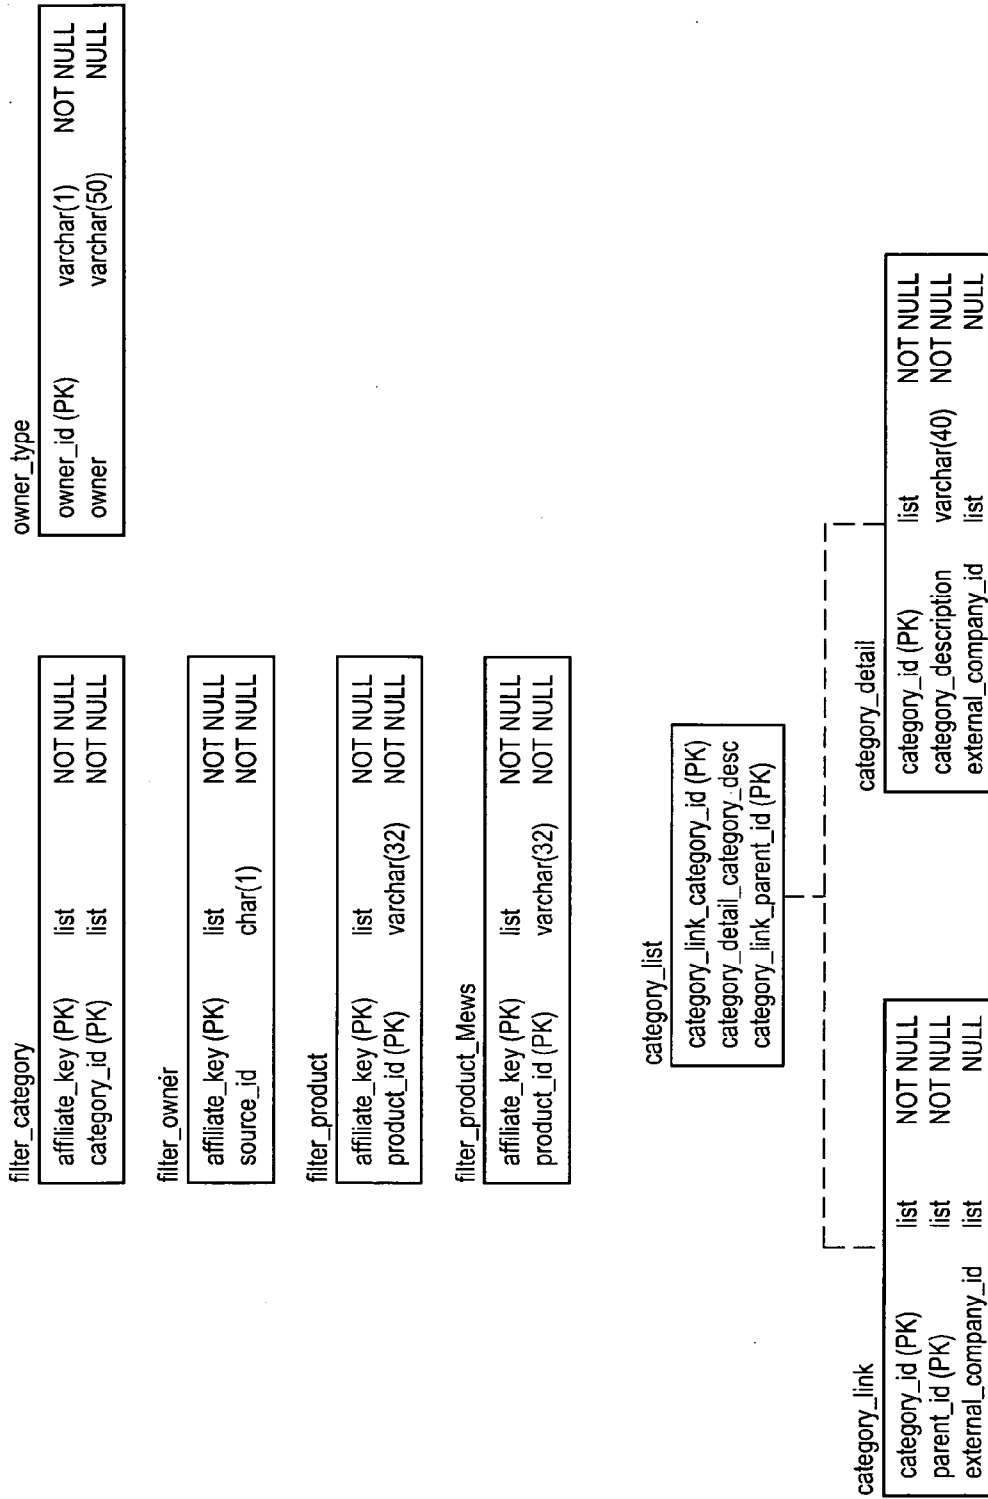 filter_category
affiliate_key (PK) list NOT NULL
category_id (PK) list NOT NULL
owner_type
owner_id (PK) varchar(1) NOT NULL
owner varchar(50) NULL
filter_owner
affiliate_key (PK) list NOT NULL
source_id char(1) NOT NULL
filter_product
affiliate_key (PK) list NOT NULL
product_id (PK) varchar(32) NOT NULL
filter_product_Mews
affiliate_key (PK) list NOT NULL
product_id (PK) varchar(32) NOT NULL
category_list
category_link_category_id (PK)
category_detail_category_desc
category_link_parent_id (PK)
category_link
category_id (PK) list NOT NULL
parent_id (PK) list NOT NULL
external_company_id list NULL
category_detail
category_id (PK) list NOT NULL
category_description varchar(40) NOT NULL
external_company_id list NULL